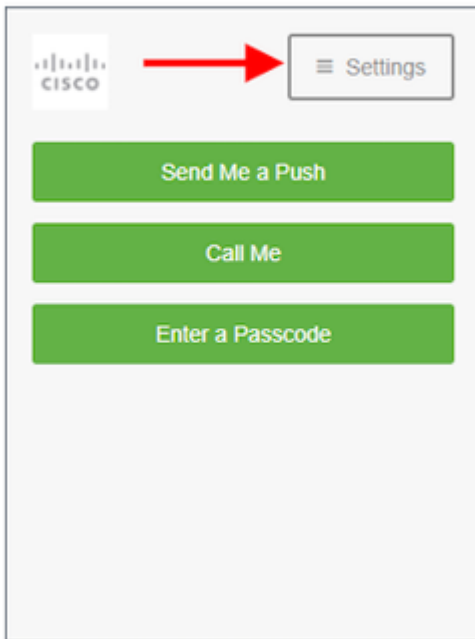 CISCO
≡ Settings
Send Me a Push
Call Me
Enter a Passcode